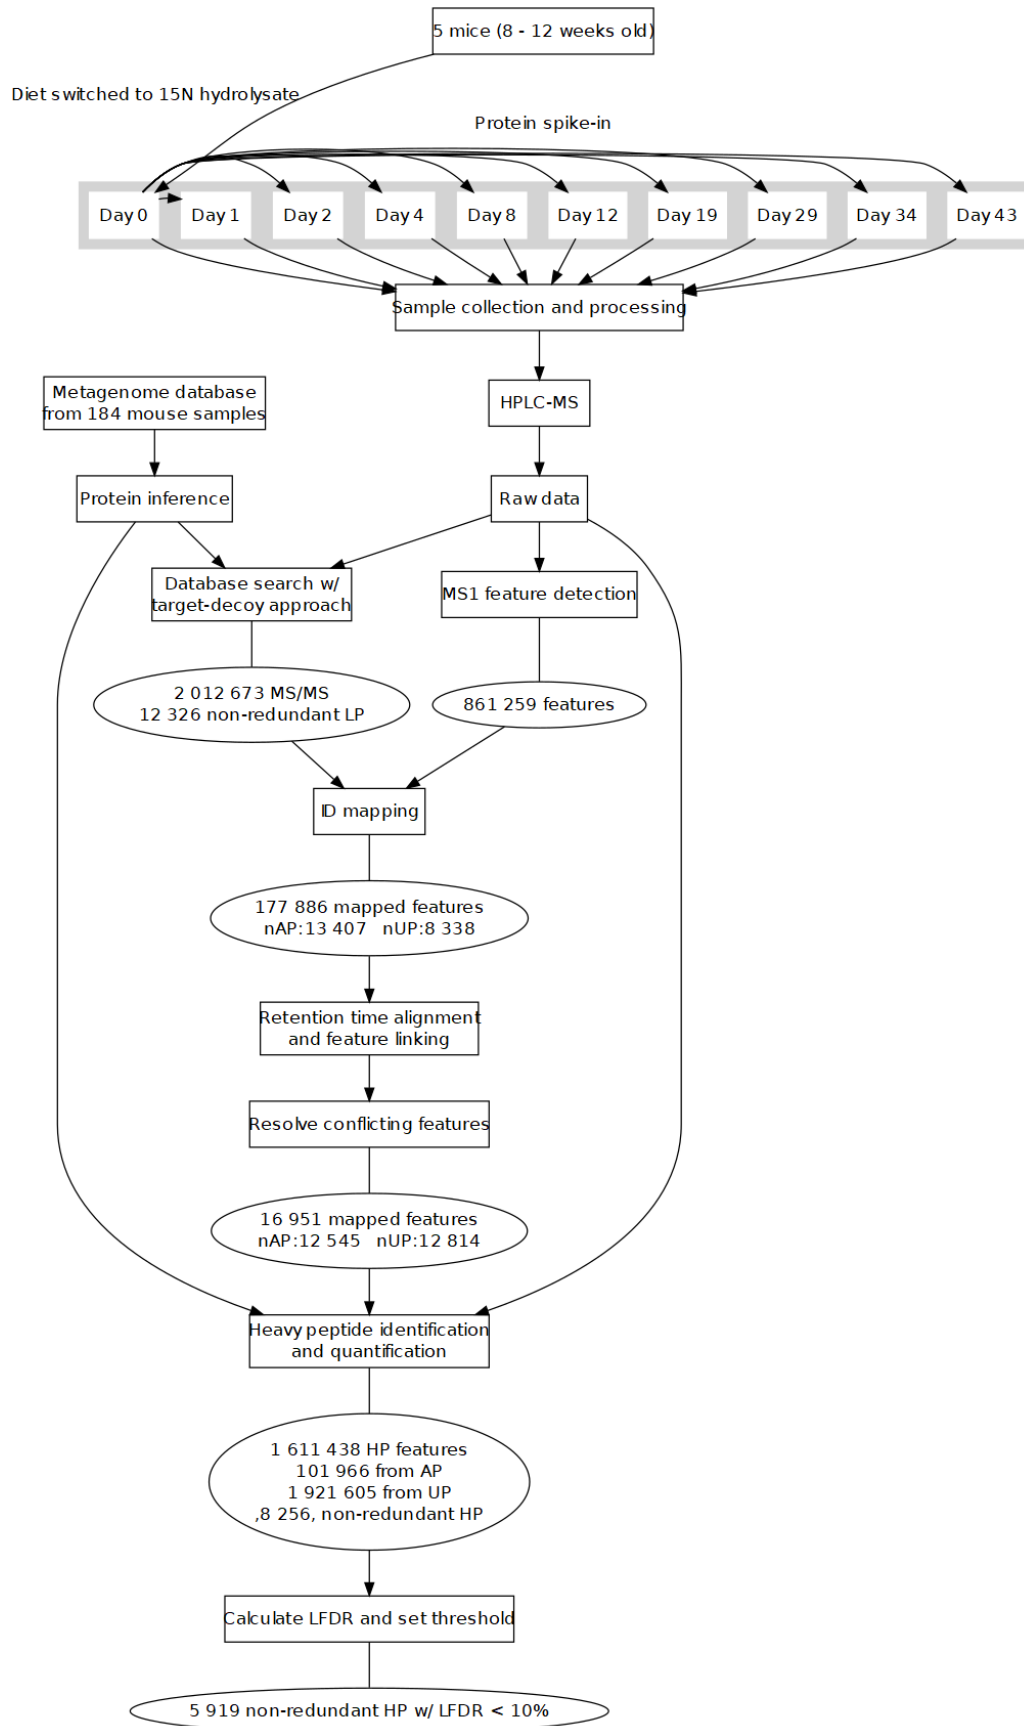 5 mice (8 - 12 weeks old)
Diet switched to 15N hydrolysate
Protein spike-in
Day 0
Day 1
Day 2
Day 4
Day 8
Day 12
Day 19
Day 29
Day 34
Day 43
Sample collection and processing
Metagenome database
from 184 mouse samples
HPLC-MS
Protein inference
Raw data
Database search w/
target-decoy approach
MS1 feature detection
2 012 673 MS/MS
12 326 non-redundant LP
861 259 features
ID mapping
177 886 mapped features
nAP:13 407   nUP:8 338
Retention time alignment
and feature linking
Resolve conflicting features
16 951 mapped features
nAP:12 545   nUP:12 814
Heavy peptide identification
and quantification
1 611 438 HP features
101 966 from AP
1 921 605 from UP
,8 256, non-redundant HP
Calculate LFDR and set threshold
5 919 non-redundant HP w/ LFDR < 10%